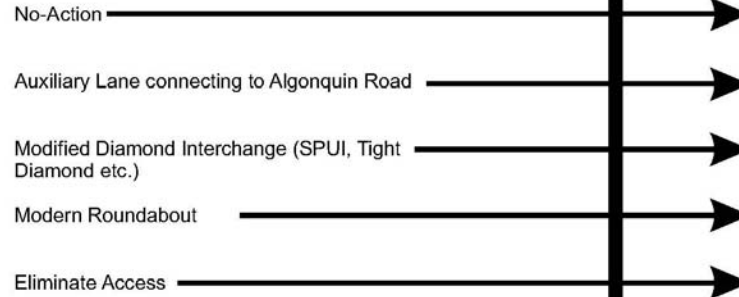 No-Action
Auxiliary Lane connecting to Algonquin Road
Modified Diamond Interchange (SPUI, Tight
Diamond etc.)
Modern Roundabout
Eliminate Access